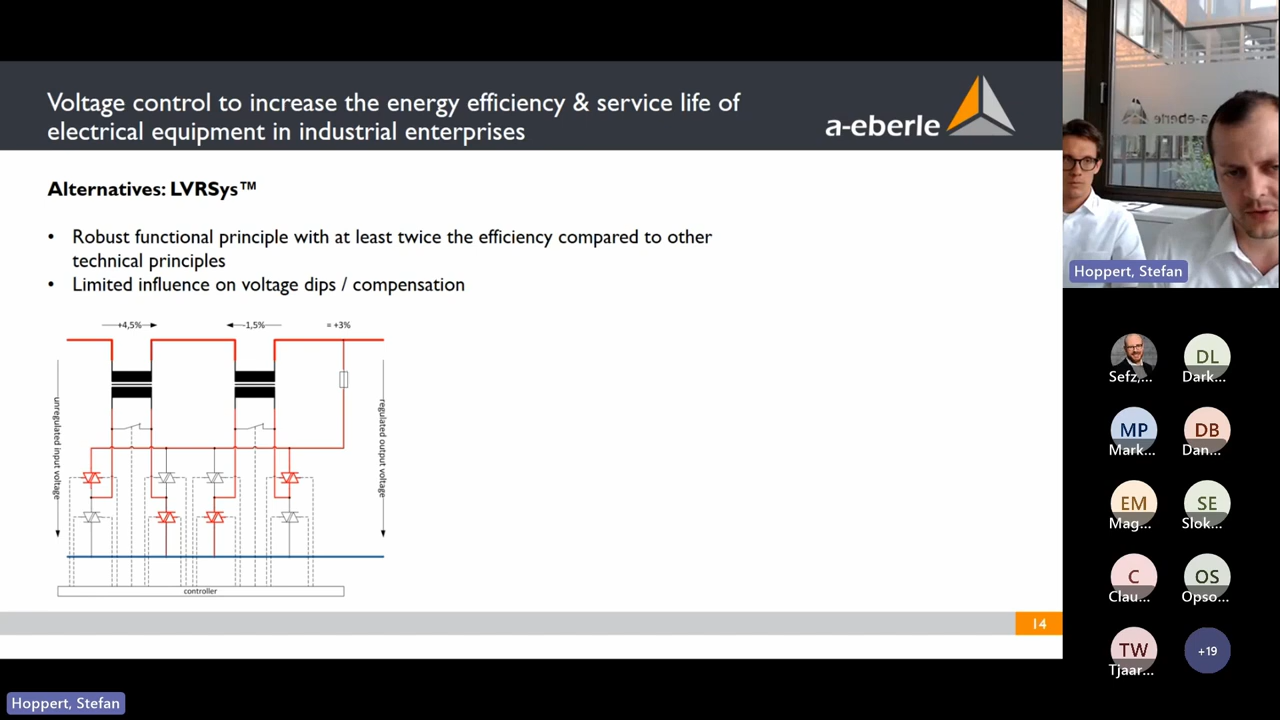 Voltage control to increase the energy efficiency & service life of
electrical equipment in industrial enterprises
a-eberle
Alternatives: LVRSys™
• Robust functional principle with at least twice the efficiency compared to other
technical principles
• Limited influence on voltage dips / compensation
+4,5%
-1,5%
= +3%
unregulated input voltage
regulated output voltage
controller
14
a-eberle
Hoppert, Stefan
Sefz,...
DL
Dark...
MP
Mark...
DB
Dan...
EM
Mag...
SE
Slok...
C
Clau...
OS
Opso...
TW
Tjaar...
+19
Hoppert, Stefan